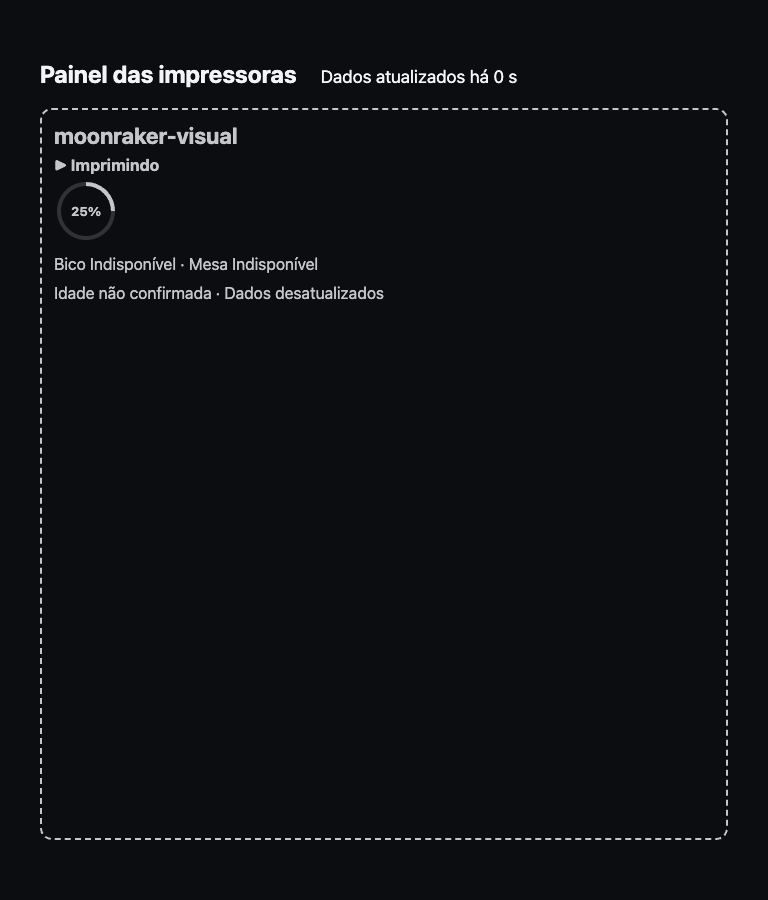 Painel das impressoras Dados atualizados há 0 s
moonraker-visual
▶ Imprimindo
25%
Bico Indisponível · Mesa Indisponível
Idade não confirmada · Dados desatualizados